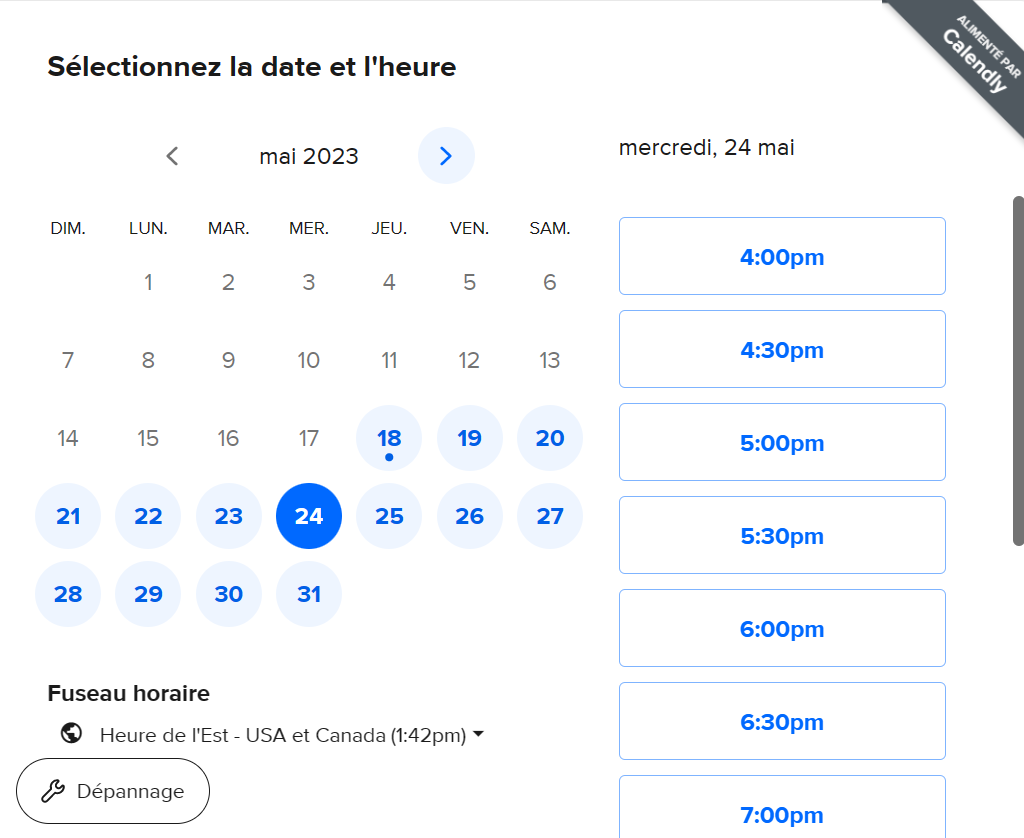 ALIMENTÉ PAR
Calendly
Sélectionnez la date et l'heure
mai 2023
DIM. LUN. MAR. MER. JEU. VEN. SAM.
1 2 3 4 5 6
7 8 9 10 11 12 13
14 15 16 17 18 19 20
21 22 23 24 25 26 27
28 29 30 31
Fuseau horaire
Heure de l'Est - USA et Canada (1:42pm)
Dépannage
mercredi, 24 mai
4:00pm
4:30pm
5:00pm
5:30pm
6:00pm
6:30pm
7:00pm